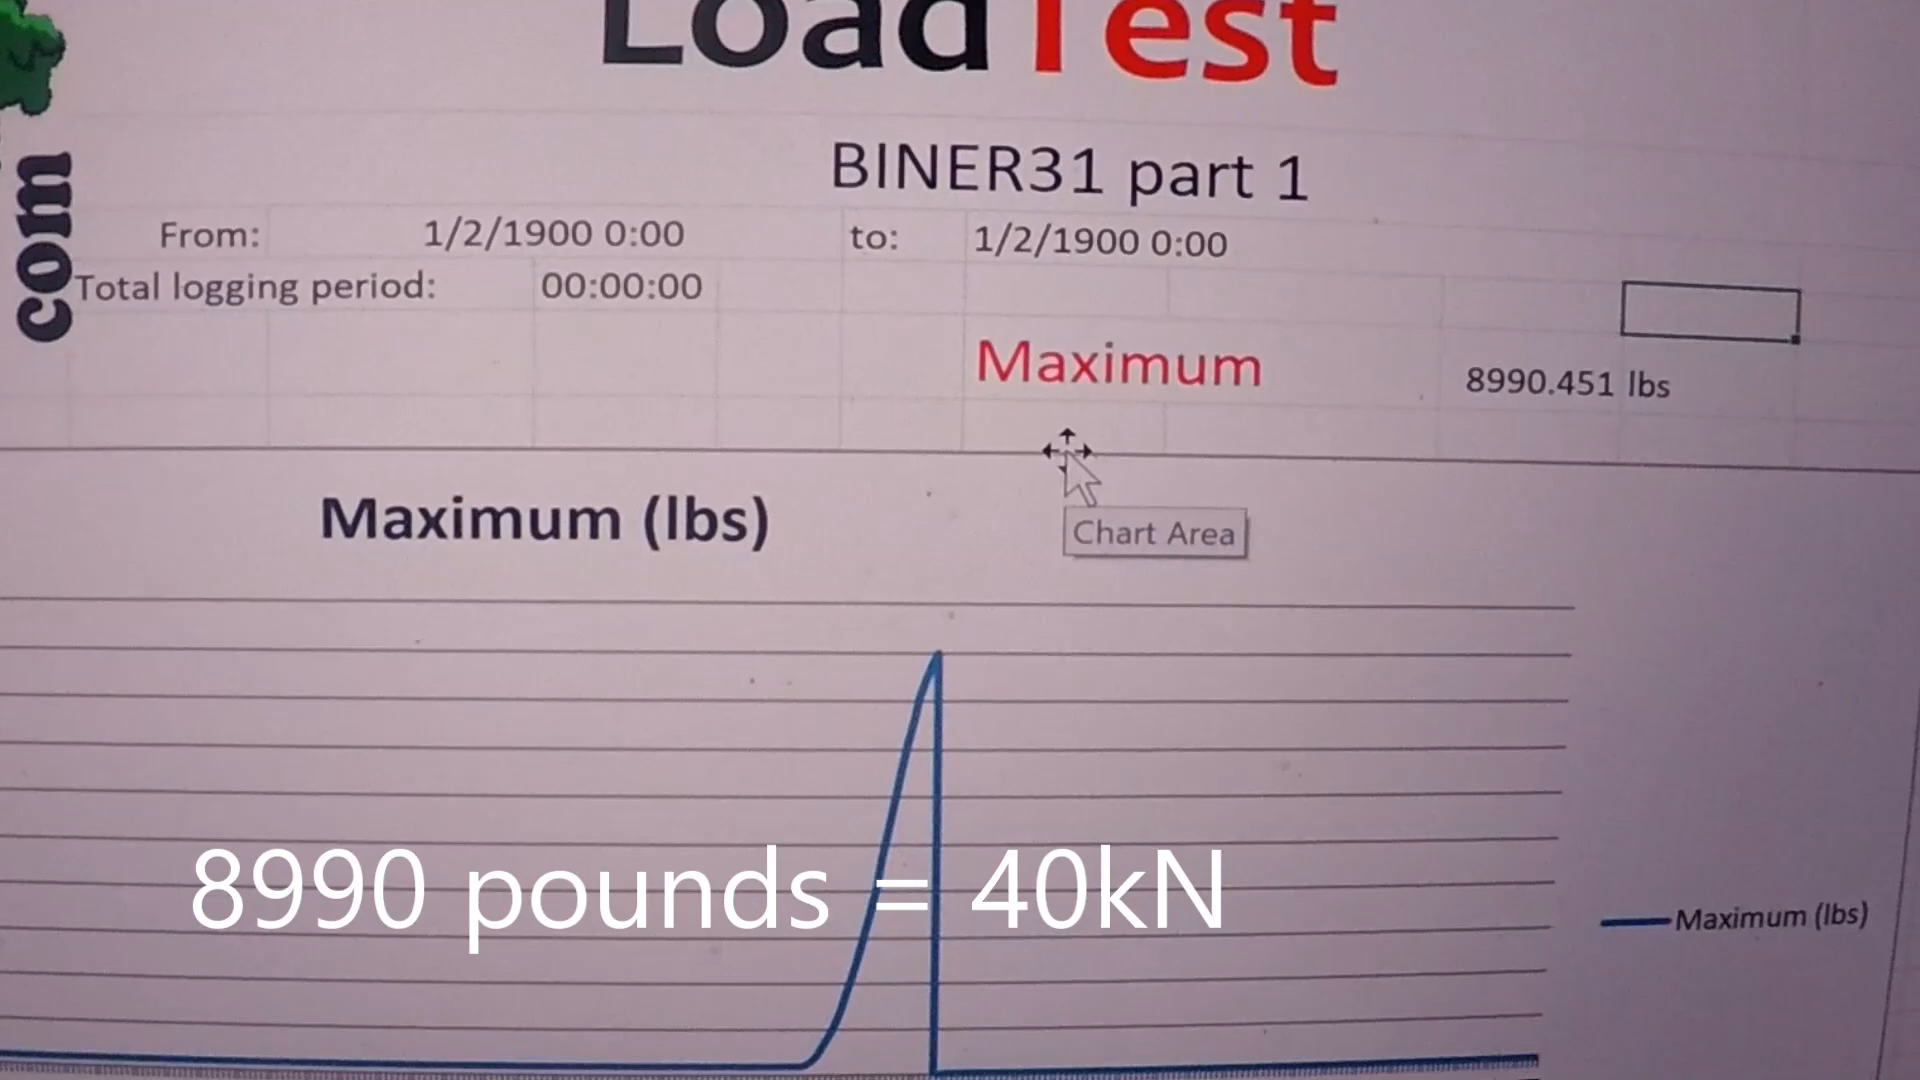 LoadTest
BINER31 part 1
com
From: 1/2/1900 0:00 to: 1/2/1900 0:00
Total logging period: 00:00:00
Maximum 8990.451 lbs
Maximum (lbs)
Chart Area
8990 pounds = 40kN
Maximum (lbs)